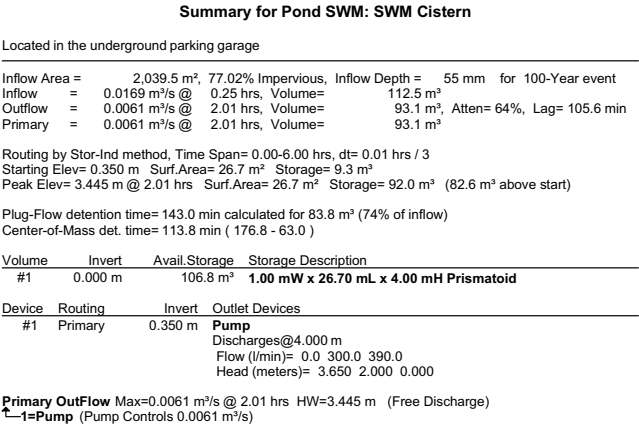 Summary for Pond SWM: SWM Cistern
Located in the underground parking garage
Inflow Area = 2,039.5 m², 77.02% Impervious, Inflow Depth = 55 mm for 100-Year event
Inflow = 0.0169 m³/s @ 0.25 hrs, Volume= 112.5 m³
Outflow = 0.0061 m³/s @ 2.01 hrs, Volume= 93.1 m³, Atten= 64%, Lag= 105.6 min
Primary = 0.0061 m³/s @ 2.01 hrs, Volume= 93.1 m³
Routing by Stor-Ind method, Time Span= 0.00-6.00 hrs, dt= 0.01 hrs / 3
Starting Elev= 0.350 m Surf.Area= 26.7 m² Storage= 9.3 m³
Peak Elev= 3.445 m @ 2.01 hrs Surf.Area= 26.7 m² Storage= 92.0 m³ (82.6 m³ above start)
Plug-Flow detention time= 143.0 min calculated for 83.8 m³ (74% of inflow)
Center-of-Mass det. time= 113.8 min ( 176.8 - 63.0 )
Volume Invert Avail.Storage Storage Description
#1 0.000 m 106.8 m³ 1.00 mW x 26.70 mL x 4.00 mH Prismatoid
Device Routing Invert Outlet Devices
#1 Primary 0.350 m Pump
Discharges@4.000 m
Flow (l/min)= 0.0 300.0 390.0
Head (meters)= 3.650 2.000 0.000
Primary OutFlow Max=0.0061 m³/s @ 2.01 hrs HW=3.445 m (Free Discharge)
1=Pump (Pump Controls 0.0061 m³/s)